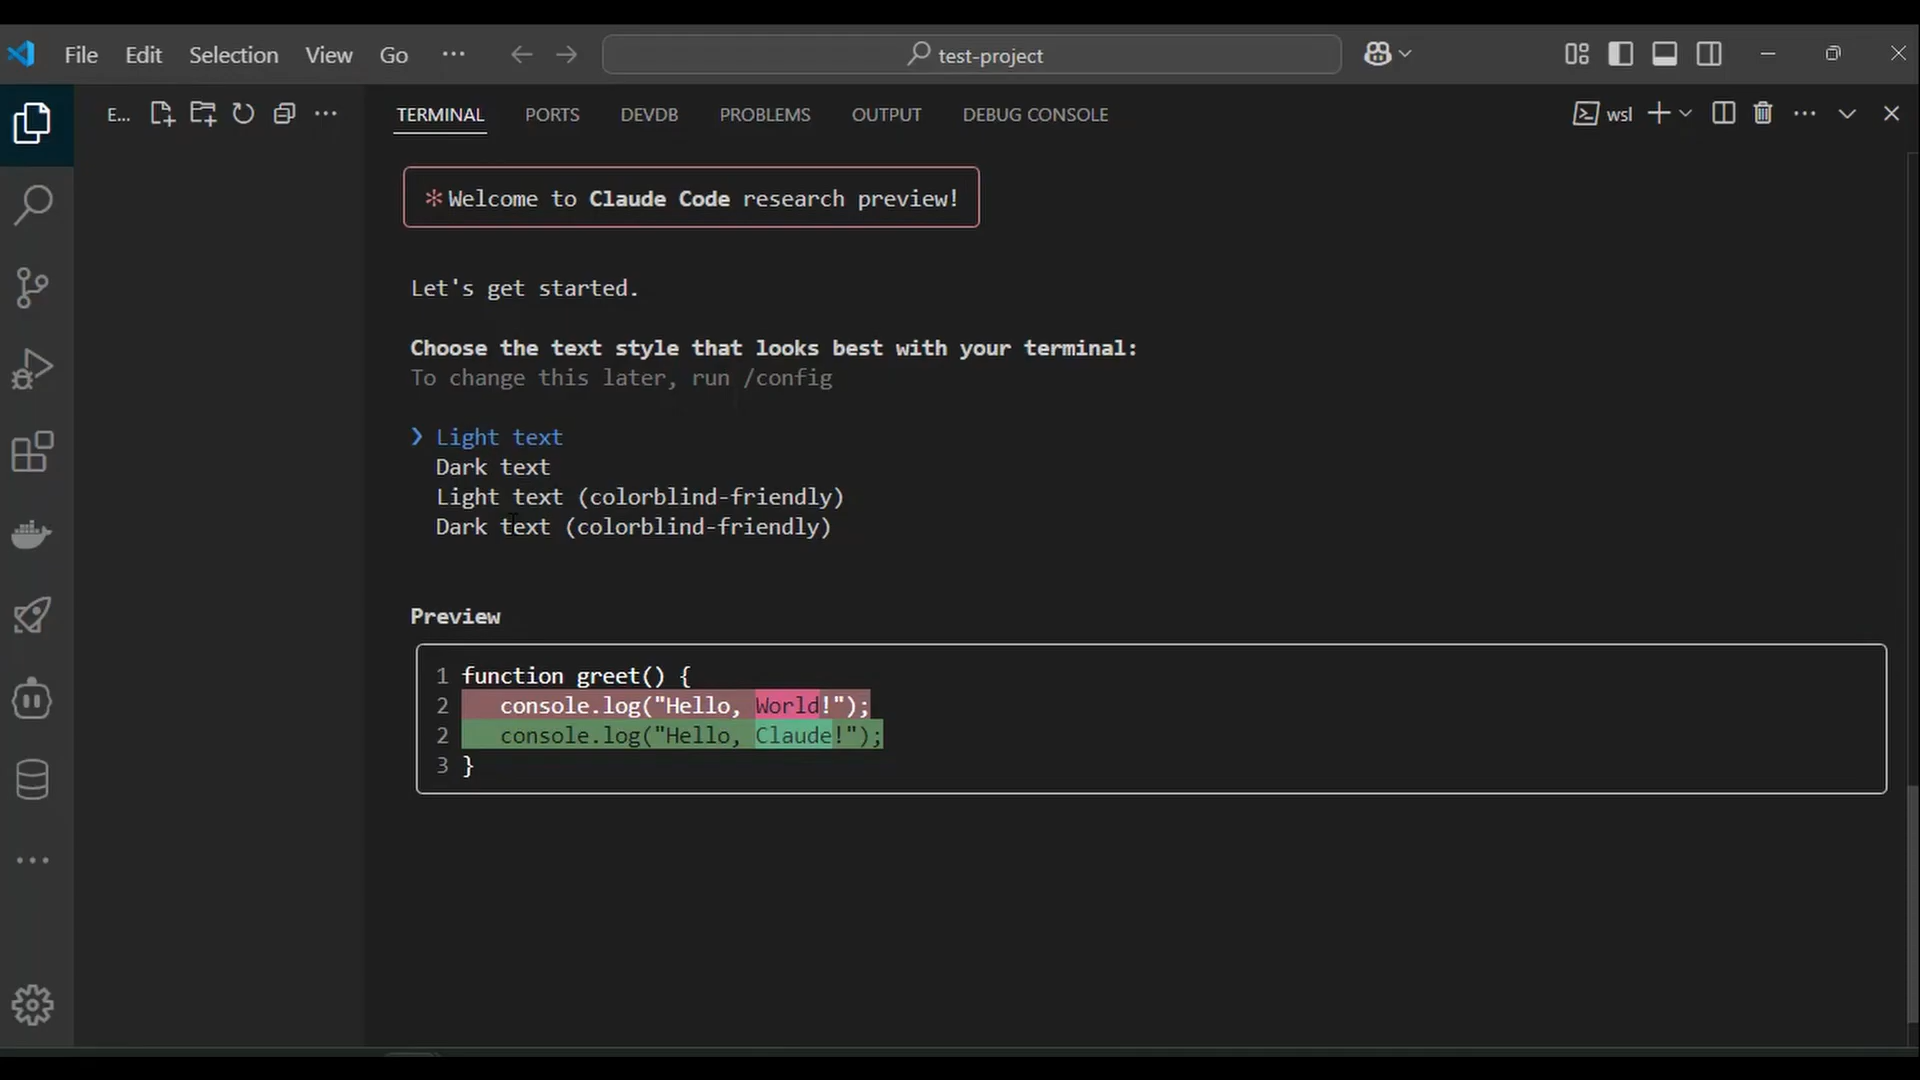 File Edit Selection View Go ··· test-project
E... TERMINAL PORTS DEVDB PROBLEMS OUTPUT DEBUG CONSOLE wsl
Welcome to Claude Code research preview!
Let's get started.
Choose the text style that looks best with your terminal:
To change this later, run /config
❯ Light text
Dark text
Light text (colorblind-friendly)
Dark text (colorblind-friendly)
Preview
1 function greet() {
2 console.log("Hello, World!");
2 console.log("Hello, Claude!");
3 }